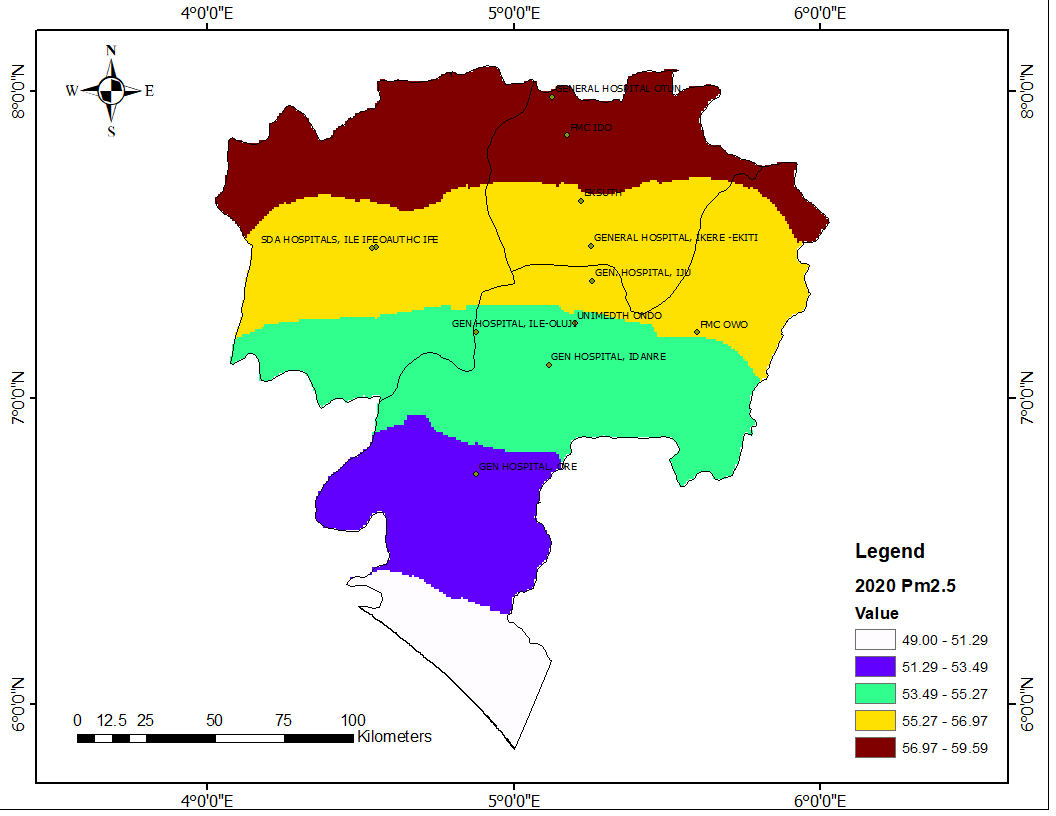 4°0'0"E 5°0'0"E 6°0'0"E
N
W E
S
8°0'0"N 8°0'0"N
GENERAL HOSPITAL OTUN
FMC IDO
EKSUTH
SDA HOSPITALS, ILE IFE OAUTHC IFE
GENERAL HOSPITAL, IKERE -EKITI
GEN. HOSPITAL, IJU
UNIMEDTH ONDO
GEN HOSPITAL, ILE-OLUJI
FMC OWO
GEN HOSPITAL, IDANRE
7°0'0"N 7°0'0"N
GEN HOSPITAL, ORE
Legend
2020 Pm2.5
Value
49.00 - 51.29
51.29 - 53.49
53.49 - 55.27
55.27 - 56.97
56.97 - 59.59
6°0'0"N 6°0'0"N
0 12.5 25 50 75 100
Kilometers
4°0'0"E 5°0'0"E 6°0'0"E